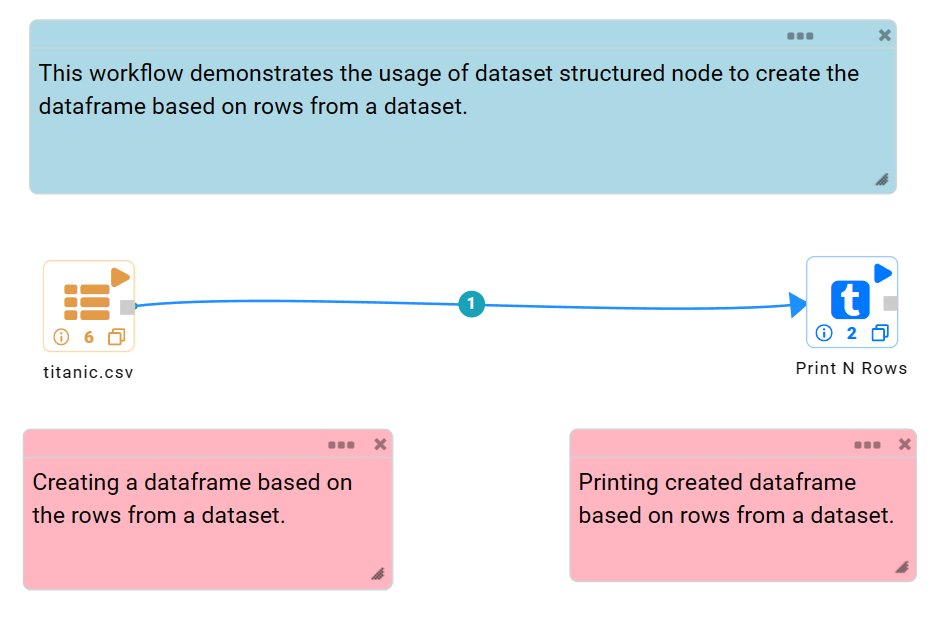 This workflow demonstrates the usage of dataset structured node to create the
dataframe based on rows from a dataset.
1
6
titanic.csv
t
2
Print N Rows
Creating a dataframe based on
the rows from a dataset.
Printing created dataframe
based on rows from a dataset.